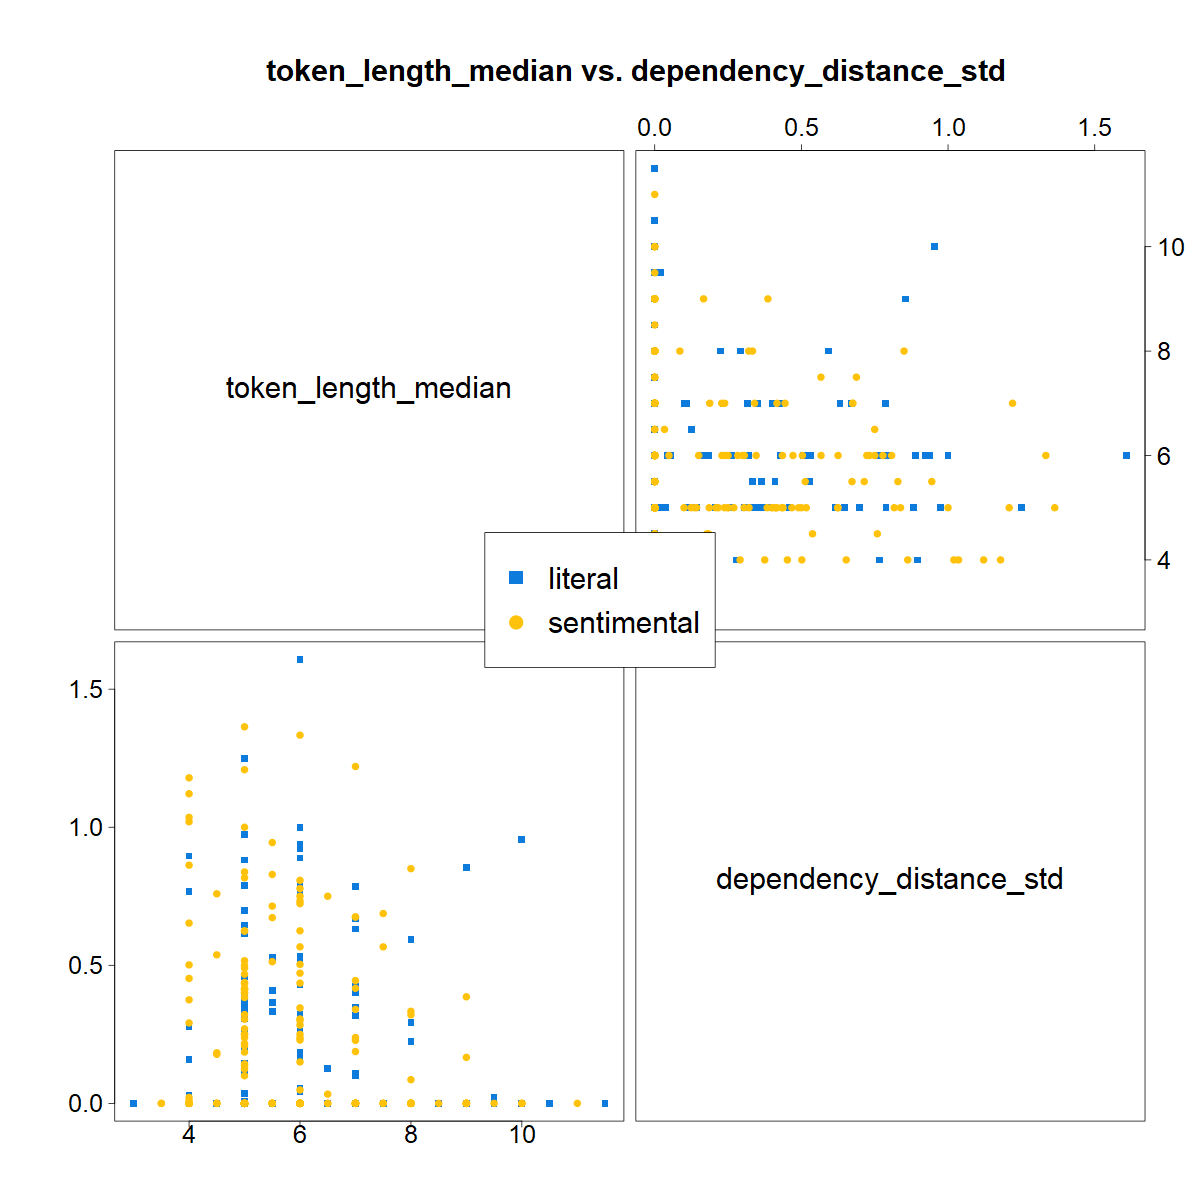 token_length_median vs. dependency_distance_std
0.0 0.5 1.0 1.5
token_length_median
10
8
6
4
literal
sentimental
1.5
1.0
0.5
0.0
dependency_distance_std
4 6 8 10